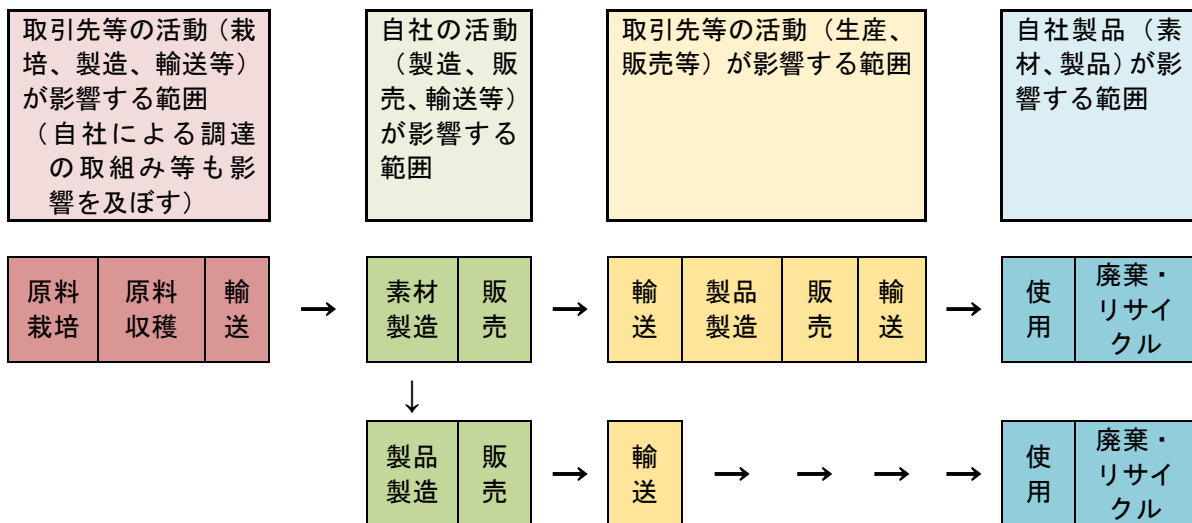 取引先等の活動（栽
培、製造、輸送等）
が影響する範囲
（自社による調達
の取組み等も影
響を及ぼす）
自社の活動
（製造、販
売、輸送等）
が影響する
範囲
取引先等の活動（生産、
販売等）が影響する範囲
自社製品（素
材、製品）が影
響する範囲
原料
栽培
原料
収穫
輸
送
→
素材
製造
販
売
→
輸
送
製品
製造
販
売
輸
送
→
使
用
廃棄・
リサイ
クル
↓
製品
製造
販
売
→
輸
送
→ → → →
使
用
廃棄・
リサイ
クル